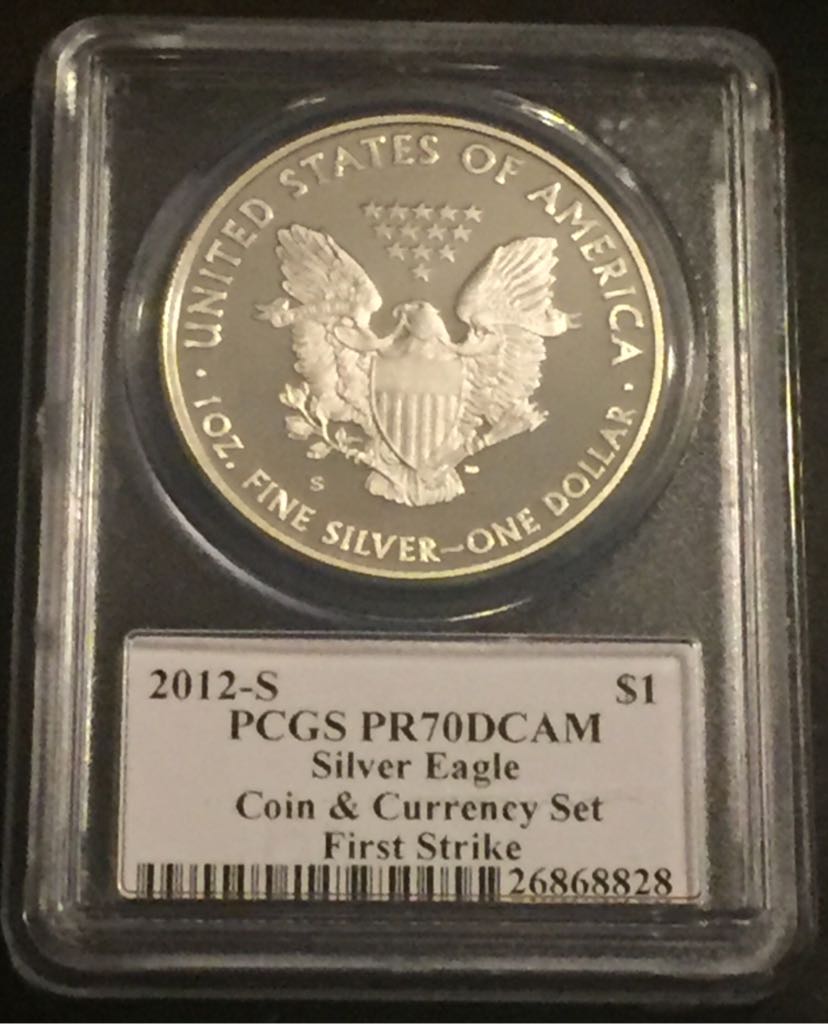 UNITED STATES OF AMERICA
1 OZ. FINE SILVER~ONE DOLLAR
S
2012-S $1
PCGS PR70DCAM
Silver Eagle
Coin & Currency Set
First Strike
26868828